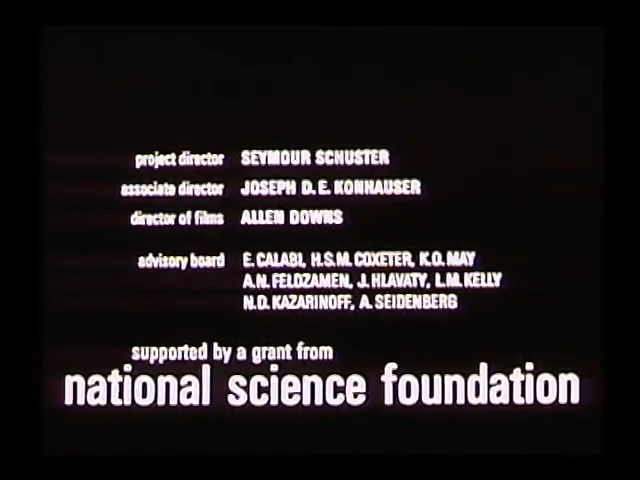 project director SEYMOUR SCHUSTER
associate director JOSEPH D.E. KONHAUSER
director of films ALLEN DOWNS
advisory board E. CALABI, H.S.M. COXETER, K.O. MAY
A.N. FELDZAMEN, J. HLAVATY, L.M. KELLY
N.D. KAZARINOFF, A. SEIDENBERG
supported by a grant from
national science foundation